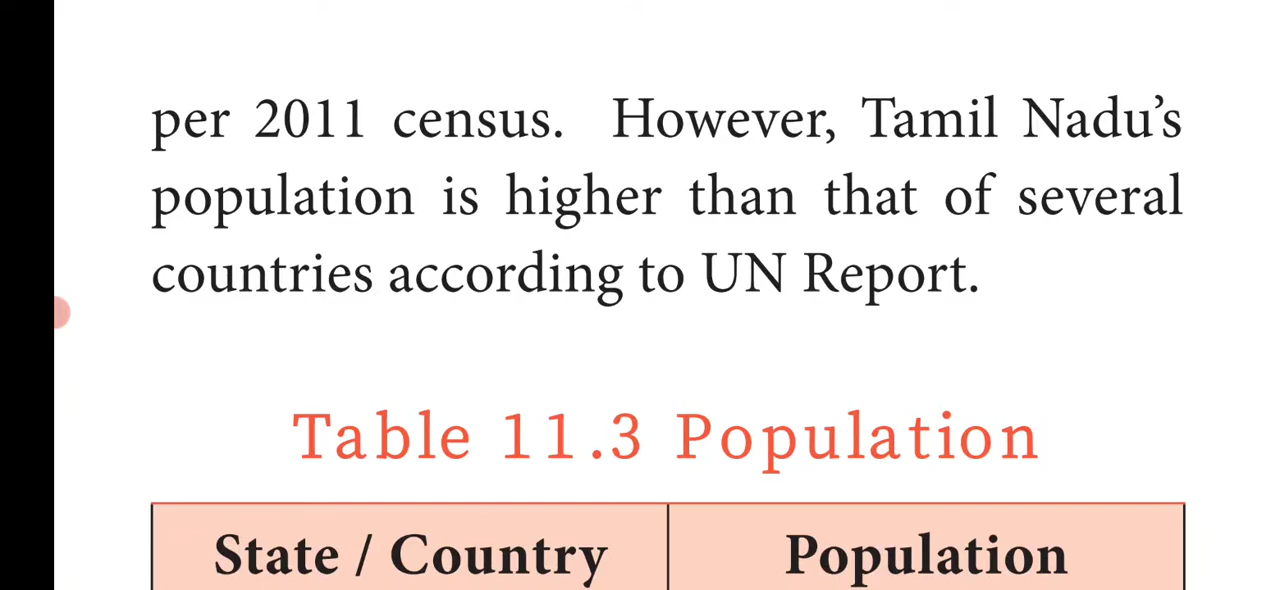 per 2011 census. However, Tamil Nadu’s
population is higher than that of several
countries according to UN Report.
Table 11.3 Population
State / Country Population